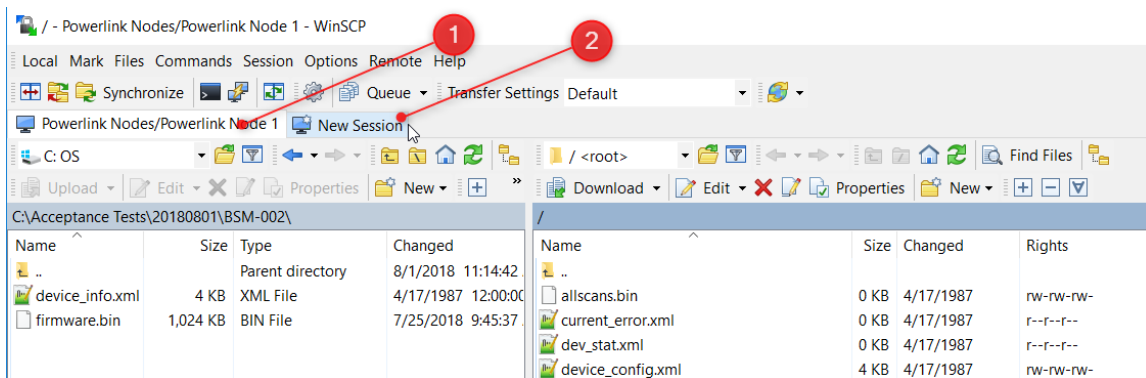 / - Powerlink Nodes/Powerlink Node 1 - WinSCP
1
2
Local Mark Files Commands Session Options Remote Help
Synchronize Queue Transfer Settings Default
Powerlink Nodes/Powerlink Node 1 New Session
C: OS / <root> Find Files
Upload Edit Properties New » Download Edit Properties New
C:\Acceptance Tests\20180801\BSM-002\ /
Name Size Type Changed Name Size Changed Rights
.. Parent directory 8/1/2018 11:14:42 ..
device_info.xml 4 KB XML File 4/17/1987 12:00:00 allscans.bin 0 KB 4/17/1987 rw-rw-rw-
firmware.bin 1,024 KB BIN File 7/25/2018 9:45:37 current_error.xml 0 KB 4/17/1987 r--r--r--
dev_stat.xml 0 KB 4/17/1987 r--r--r--
device_config.xml 4 KB 4/17/1987 rw-rw-rw-